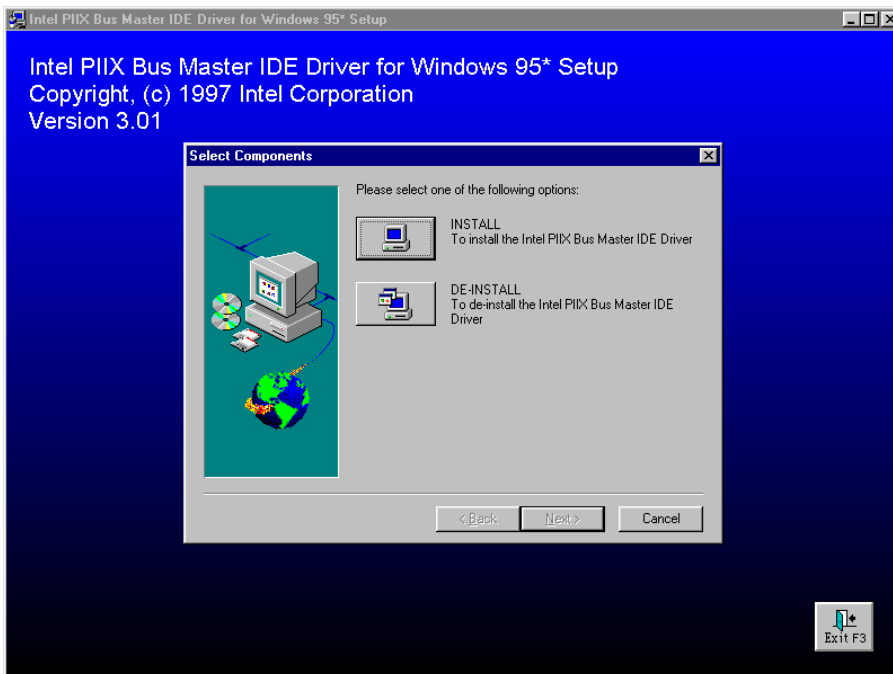 Intel PIIX Bus Master IDE Driver for Windows 95* Setup
Intel PIIX Bus Master IDE Driver for Windows 95* Setup
Copyright, (c) 1997 Intel Corporation
Version 3.01
Select Components
Please select one of the following options:
INSTALL
To install the Intel PIIX Bus Master IDE Driver
DE-INSTALL
To de-install the Intel PIIX Bus Master IDE
Driver
< Back
Next >
Cancel
Exit F3